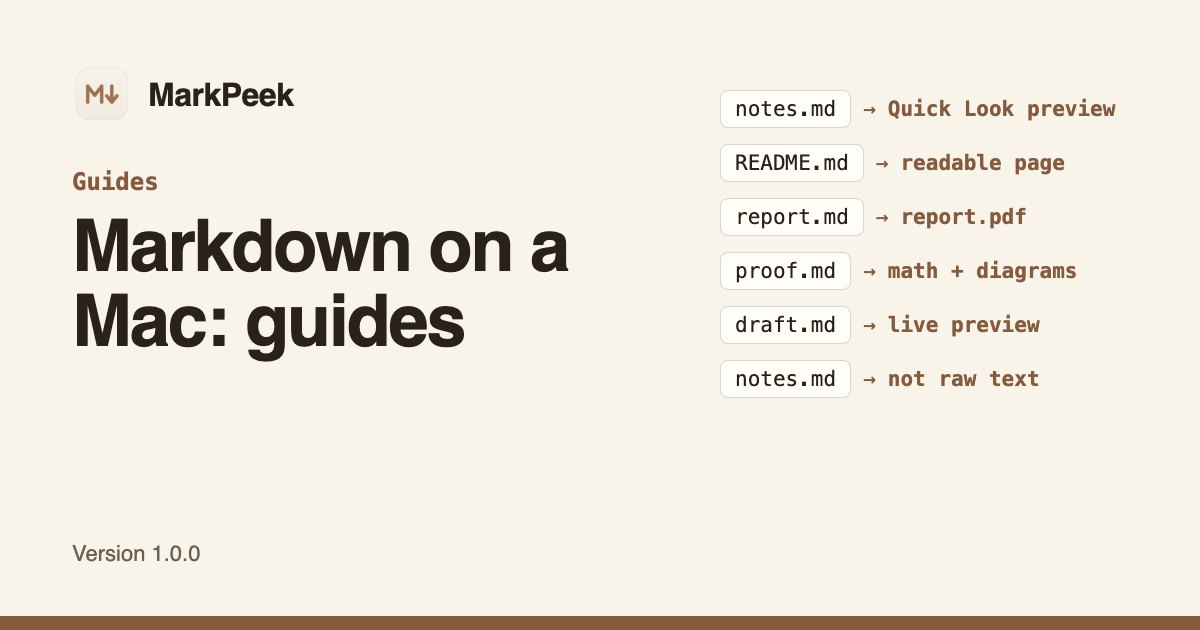 M↓ MarkPeek
Guides
Markdown on a
Mac: guides
notes.md → Quick Look preview
README.md → readable page
report.md → report.pdf
proof.md → math + diagrams
draft.md → live preview
notes.md → not raw text
Version 1.0.0